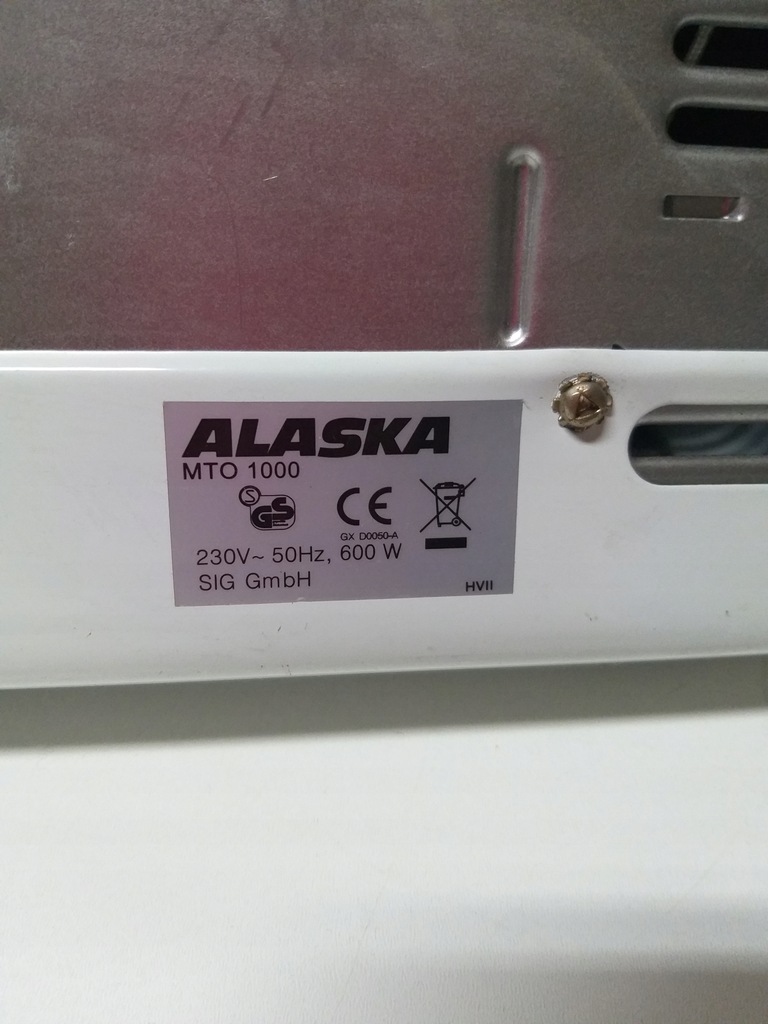 ALASKA
MTO 1000
S GS CE
GX D0050-A
230V~ 50Hz, 600 W
SIG GmbH
HVII